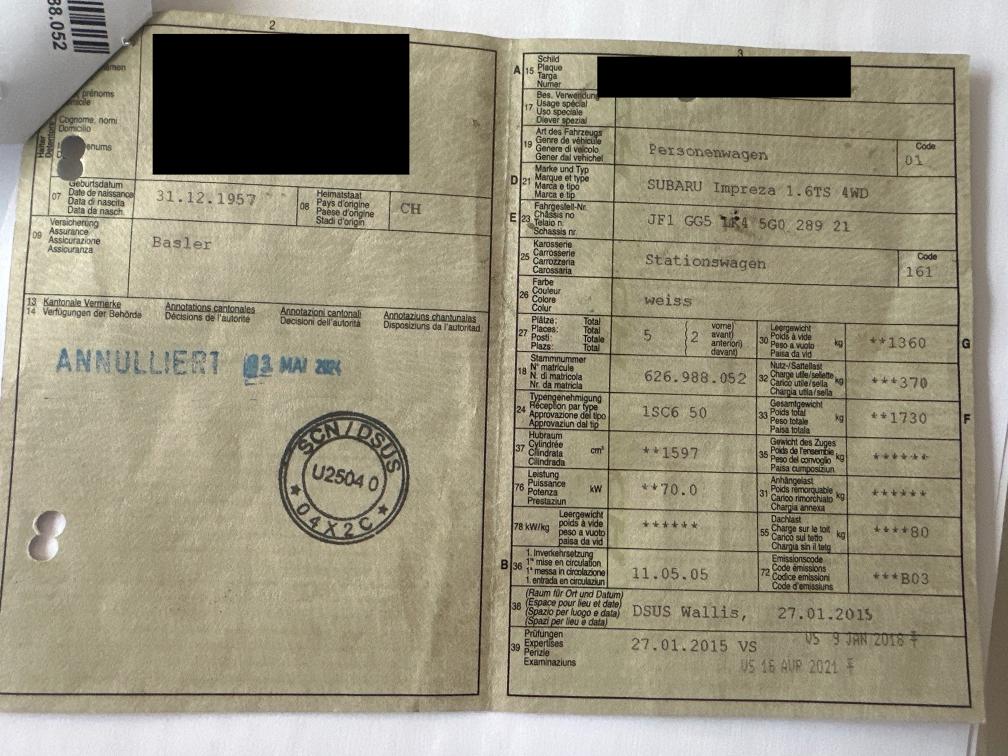 38.052
2
prénoms
Cognome, nomi
Domicilio
07 Geburtsdatum
Date de naissance
Data di nascita
Data da nasch.
31.12.1957
08 Heimatstaat
Pays d'origine
Paese d'origine
Stadi d'origin
CH
09 Versicherung
Assurance
Assicurazione
Assicuranza
Basler
13 Kantonale Vermerke Annotations cantonales Annotazioni cantonali Annotaziuns chantunalas
14 Verfügungen der Behörde Décisions de l'autorité Decisioni dell'autorità Disposiziuns da l'autoritad
ANNULLIERT 03 MAI 2024
SCN / DSUS
U2504 0
* 04X2C *
3
A 15 Schild
Plaque
Targa
Numer
17 Bes. Verwendung
Usage spécial
Uso speciale
Diever spezial
19 Art des Fahrzeugs
Genre de véhicule
Genere di veicolo
Gener dal vehichel
Personenwagen
Code
01
D 21 Marke und Typ
Marque et type
Marca e tipo
Marca e tip
SUBARU Impreza 1.6TS 4WD
E 23 Fahrgestell-Nr.
Châssis no
Telaio n.
Schassis nr.
JF1 GG5 LK4 5G0 289 21
25 Karosserie
Carrosserie
Carrozzeria
Carossaria
Stationswagen
Code
161
26 Farbe
Couleur
Colore
Colur
weiss
27 Plätze: Total
Places: Total
Posti: Totale
Plazs: Total
5 { 2
vorne)
avant)
anteriori)
davant)
30 Leergewicht
Poids à vide
Peso a vuoto
Paisa da vid
kg
**1360
G
18 Stammnummer
N° matricule
N. di matricola
Nr. da matricla
626.988.052
32 Nutz-/Sattellast
Charge utile/sellette
Carico utile/sella
Chargia utila/sella
kg
***370
24 Typengenehmigung
Réception par type
Approvazione del tipo
Approvaziun dal tip
1SC6 50
33 Gesamtgewicht
Poids total
Peso totale
Paisa totala
kg
**1730
F
37 Hubraum
Cylindrée
Cilindrata
Cilindrada
cm³
**1597
35 Gewicht des Zuges
Poids de l'ensemble
Peso del convoglio
Paisa cumposiziun
kg
******
76 Leistung
Puissance
Potenza
Prestaziun
kW
**70.0
31 Anhängelast
Poids remorquable
Carico rimorchiato
Chargia annexa
kg
******
78 kW/kg Leergewicht
poids à vide
peso a vuoto
paisa da vid
******
55 Dachlast
Charge sur le toit
Carico sul tetto
Chargia sin il tetg
kg
****80
B 36 1. Inverkehrsetzung
1re mise en circulation
1a messa in circolazione
1. entrada en circulaziun
11.05.05
72 Emissionscode
Code émissions
Codice emissioni
Code d'emissiuns
***B03
38 (Raum für Ort und Datum)
(Espace pour lieu et date)
(Spazio per luogo e data)
(Spazi per lieu e data)
DSUS Wallis, 27.01.2015
39 Prüfungen
Expertises
Perizie
Examinaziuns
27.01.2015 VS
VS 9 JAN 2018
VS 16 AVR 2021